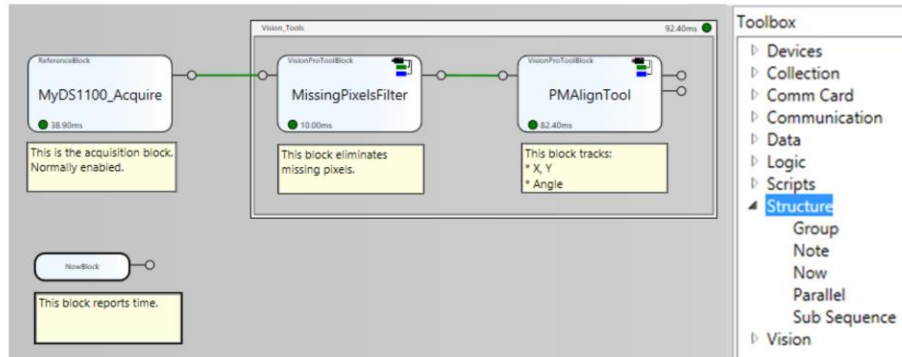 Vision_Tools
92.40ms
ReferenceBlock
MyDS1100_Acquire
38.90ms
VisionProToolBlock
MissingPixelsFilter
10.00ms
VisionProToolBlock
PMAlignTool
82.40ms
This is the acquisition block.
Normally enabled.
This block eliminates
missing pixels.
This block tracks:
* X, Y
* Angle
NowBlock
This block reports time.
Toolbox
Devices
Collection
Comm Card
Communication
Data
Logic
Scripts
Structure
Group
Note
Now
Parallel
Sub Sequence
Vision